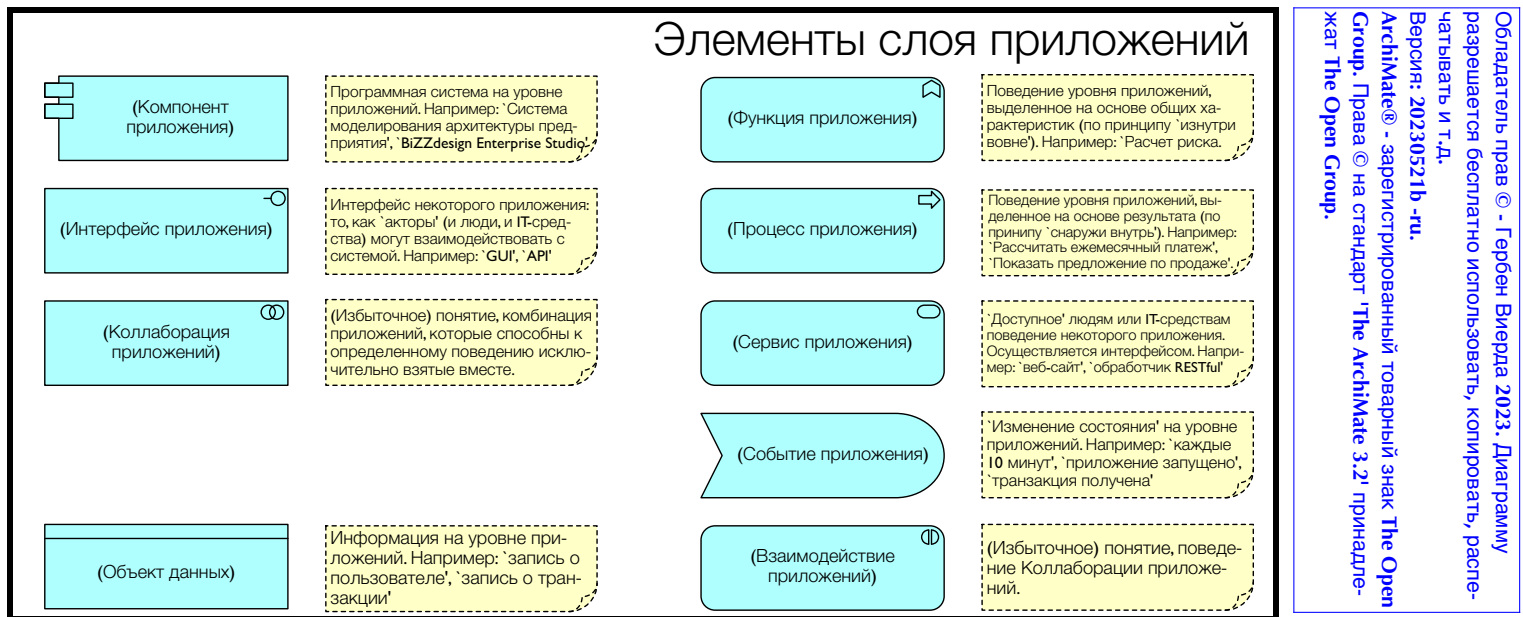 Элементы слоя приложений
(Компонент
приложения)
Программная система на уровне
приложений. Например: `Система
моделирования архитектуры пред-
приятия', `BiZZdesign Enterprise Studio'
(Интерфейс приложения)
Интерфейс некоторого приложения:
то, как `акторы' (и люди, и IT-сред-
ства) могут взаимодействовать с
системой. Например: `GUI', `API'
(Коллаборация
приложений)
(Избыточное) понятие, комбинация
приложений, которые способны к
определенному поведению исклю-
чительно взятые вместе.
(Объект данных)
Информация на уровне при-
ложений. Например: `запись о
пользователе', `запись о тран-
закции'
(Функция приложения)
Поведение уровня приложений,
выделенное на основе общих ха-
рактеристик (по принципу `изнутри
вовне'). Например: `Расчет риска.
(Процесс приложения)
Поведение уровня приложений, вы-
деленное на основе результата (по
принипу `снаружи внутрь'). Например:
`Рассчитать ежемесячный платеж',
`Показать предложение по продаже'.
(Сервис приложения)
`Доступное' людям или IT-средствам
поведение некоторого приложения.
Осуществляется интерфейсом. Напри-
мер: `веб-сайт', `обработчик RESTful'
(Событие приложения)
`Изменение состояния' на уровне
приложений. Например: `каждые
10 минут', `приложение запущено',
`транзакция получена'
(Взаимодействие
приложений)
(Избыточное) понятие, поведе-
ние Коллаборации приложе-
ний.
Обладатель прав © - Гербен Виерда 2023. Диаграмму
разрешается бесплатно использовать, копировать, распе-
чатывать и т.д.
Версия: 20230521b -ru.
ArchiMate® - зарегистрированный товарный знак The Open
Group. Права © на стандарт 'The ArchiMate 3.2' принадле-
жат The Open Group.